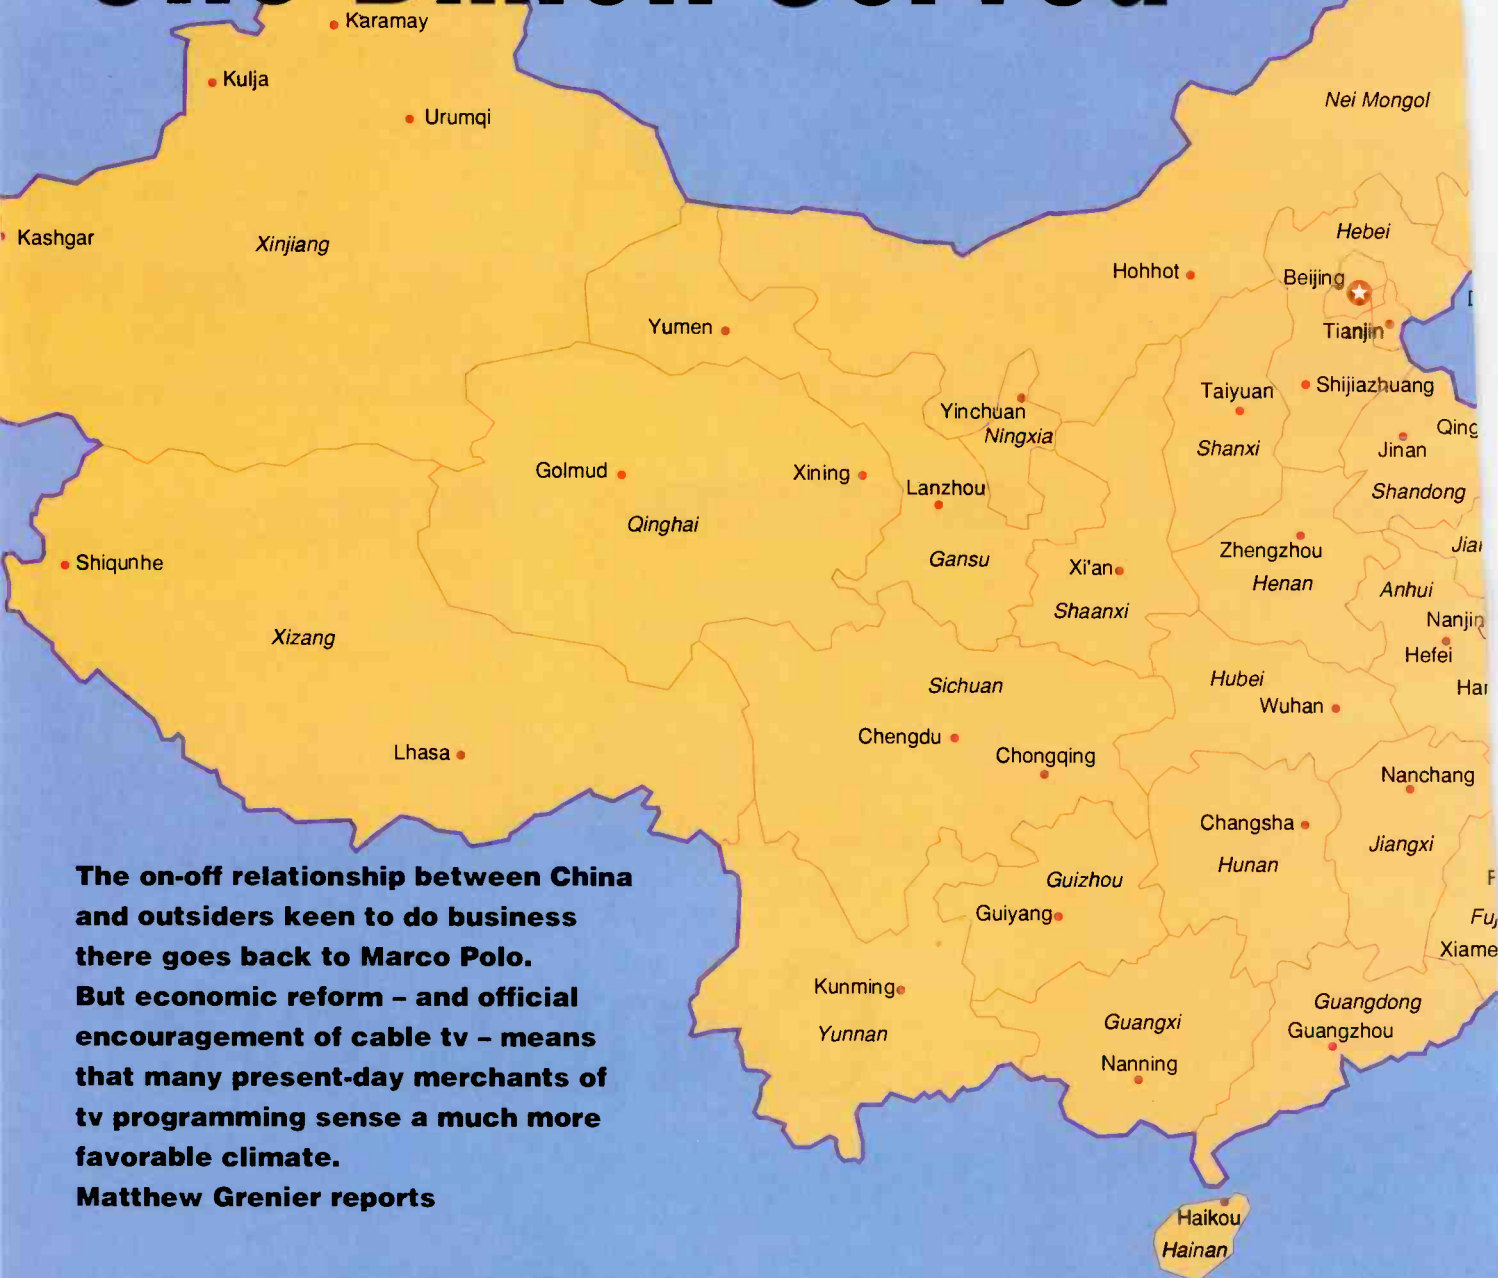 Karamay
Kulja
Urumqi
Nei Mongol
Kashgar
Xinjiang
Hebei
Hohhot
Beijing
Yumen
Tianjin
Taiyuan
Shijiazhuang
Yinchuan
Ningxia
Shanxi
Jinan
Golmud
Xining
Lanzhou
Shandong
Qinghai
Shiqunhe
Gansu
Xi'an
Zhengzhou
Henan
Anhui
Shaanxi
Xizang
Hefei
Sichuan
Hubei
Wuhan
Chengdu
Chongqing
Lhasa
Nanchang
Changsha
Hunan
Jiangxi
Guizhou
Guiyang
Kunming
Yunnan
Guangxi
Nanning
Guangdong
Guangzhou
Haikou
Hainan
The on-off relationship between China
and outsiders keen to do business
there goes back to Marco Polo.
But economic reform – and official
encouragement of cable tv – means
that many present-day merchants of
tv programming sense a much more
favorable climate.
Matthew Grenier reports